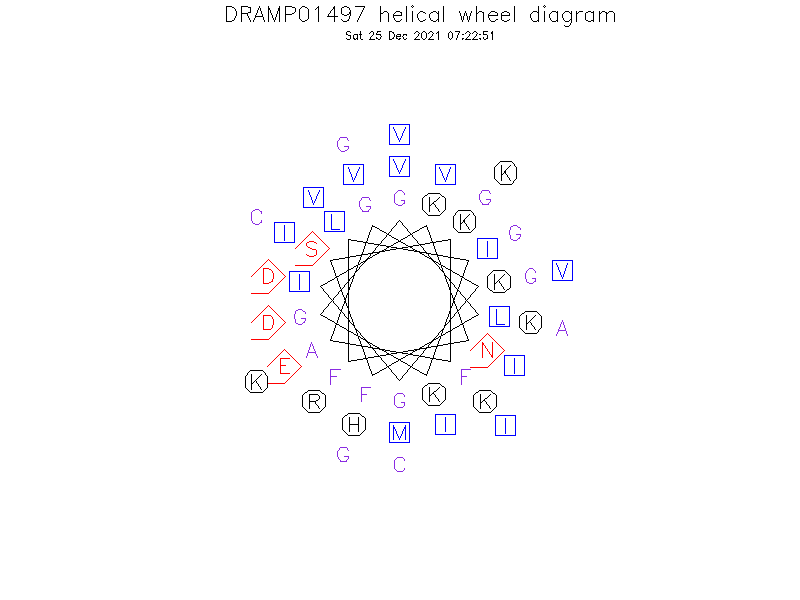 DRAMP01497 helical wheel diagram
Sat 25 Dec 2021 07:22:51
V
G
V
V V K
V G G K G
C L K
I G
S I
D I K G V
G L K A
D
A N
E F F I
K
R F G K K
H M I I
G C